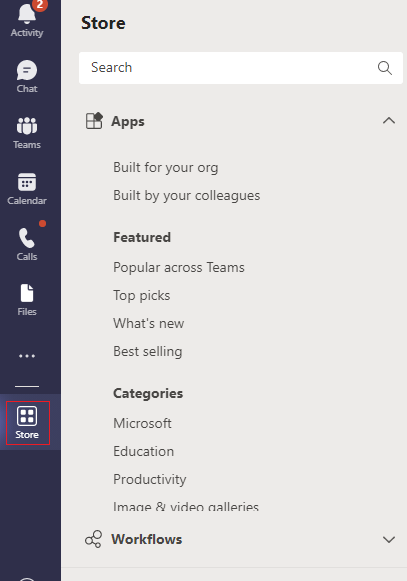 2
Activity
Chat
Teams
Calendar
Calls
Files
Store
Store
Search
Apps
Built for your org
Built by your colleagues
Featured
Popular across Teams
Top picks
What's new
Best selling
Categories
Microsoft
Education
Productivity
Image & video galleries
Workflows